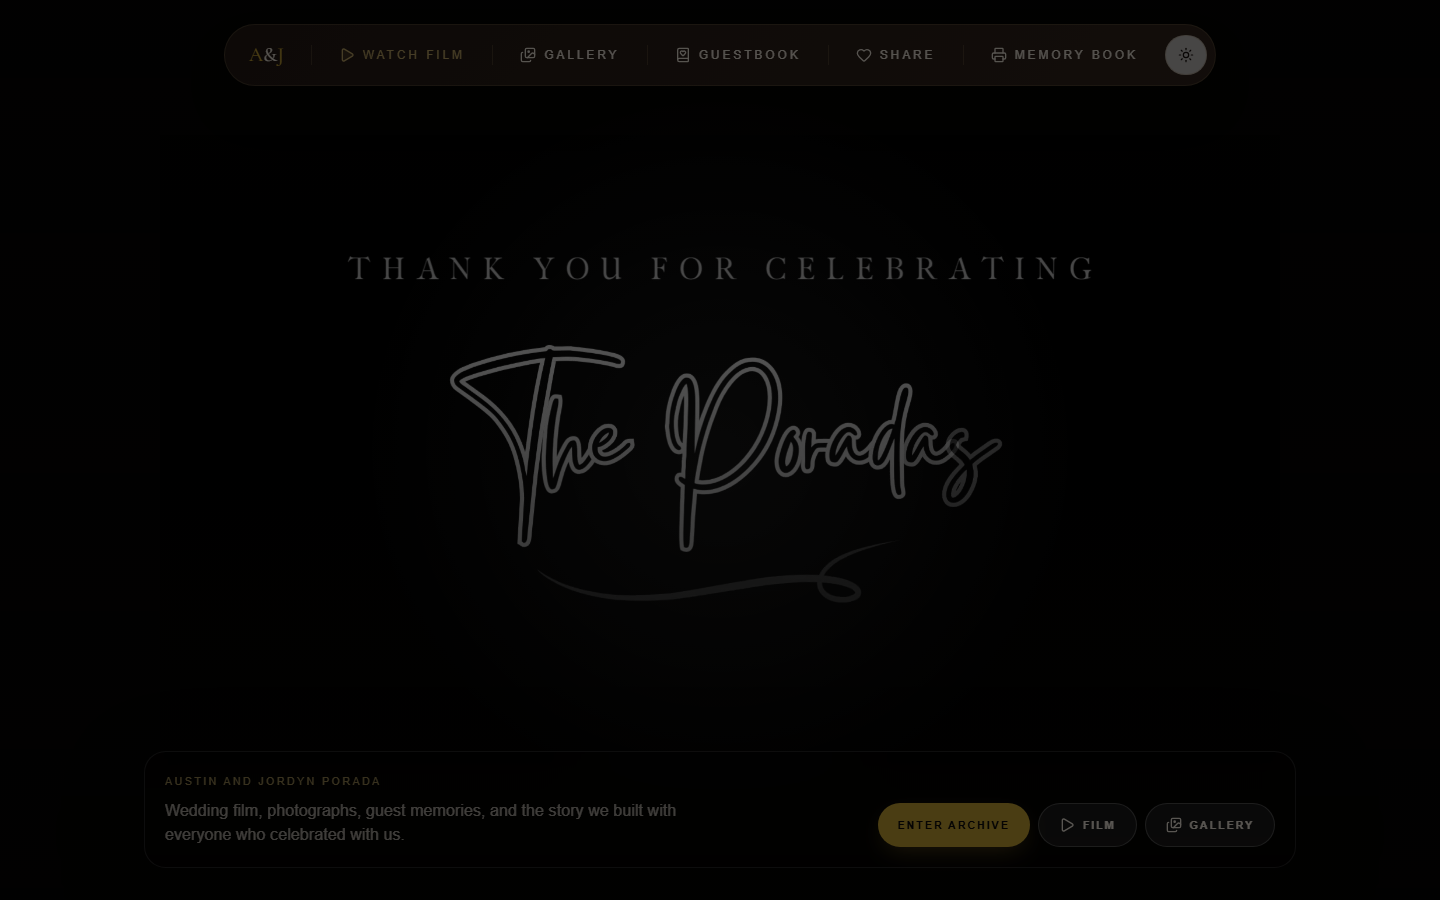 A&J
WATCH FILM
GALLERY
GUESTBOOK
SHARE
MEMORY BOOK
THANK YOU FOR CELEBRATING
The Poradas
AUSTIN AND JORDYN PORADA
Wedding film, photographs, guest memories, and the story we built with
everyone who celebrated with us.
ENTER ARCHIVE
FILM
GALLERY